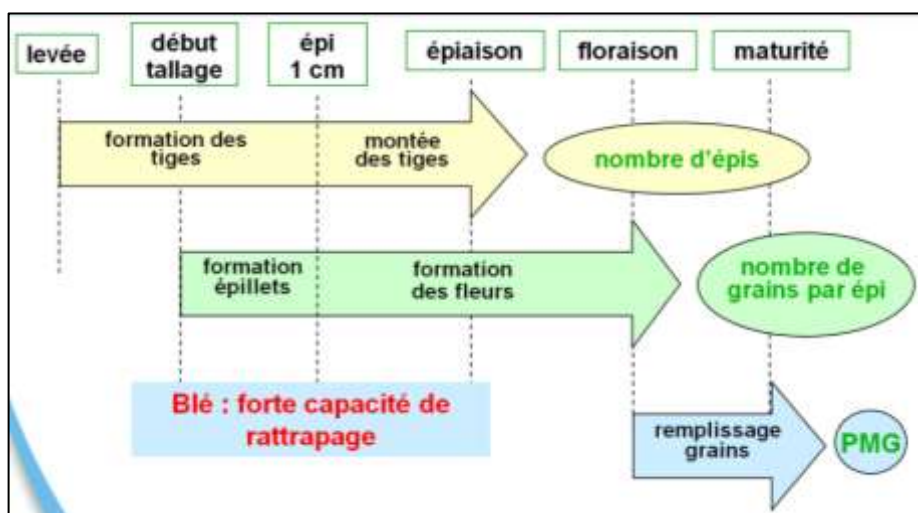 levée
début
tallage
épi
1 cm
épiaison
floraison
maturité
formation des
tiges
montée
des tiges
nombre d'épis
formation
épillets
formation
des fleurs
nombre de
grains par épi
Blé : forte capacité de
rattrapage
remplissage
grains
PMG